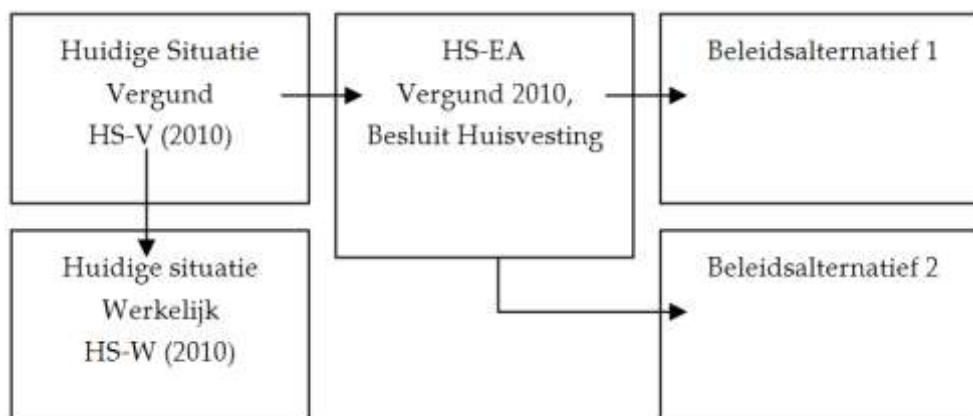 Huidige Situatie
Vergund
HS-V (2010)
HS-EA
Vergund 2010,
Besluit Huisvesting
Beleidsalternatief 1
Huidige situatie
Werkelijk
HS-W (2010)
Beleidsalternatief 2